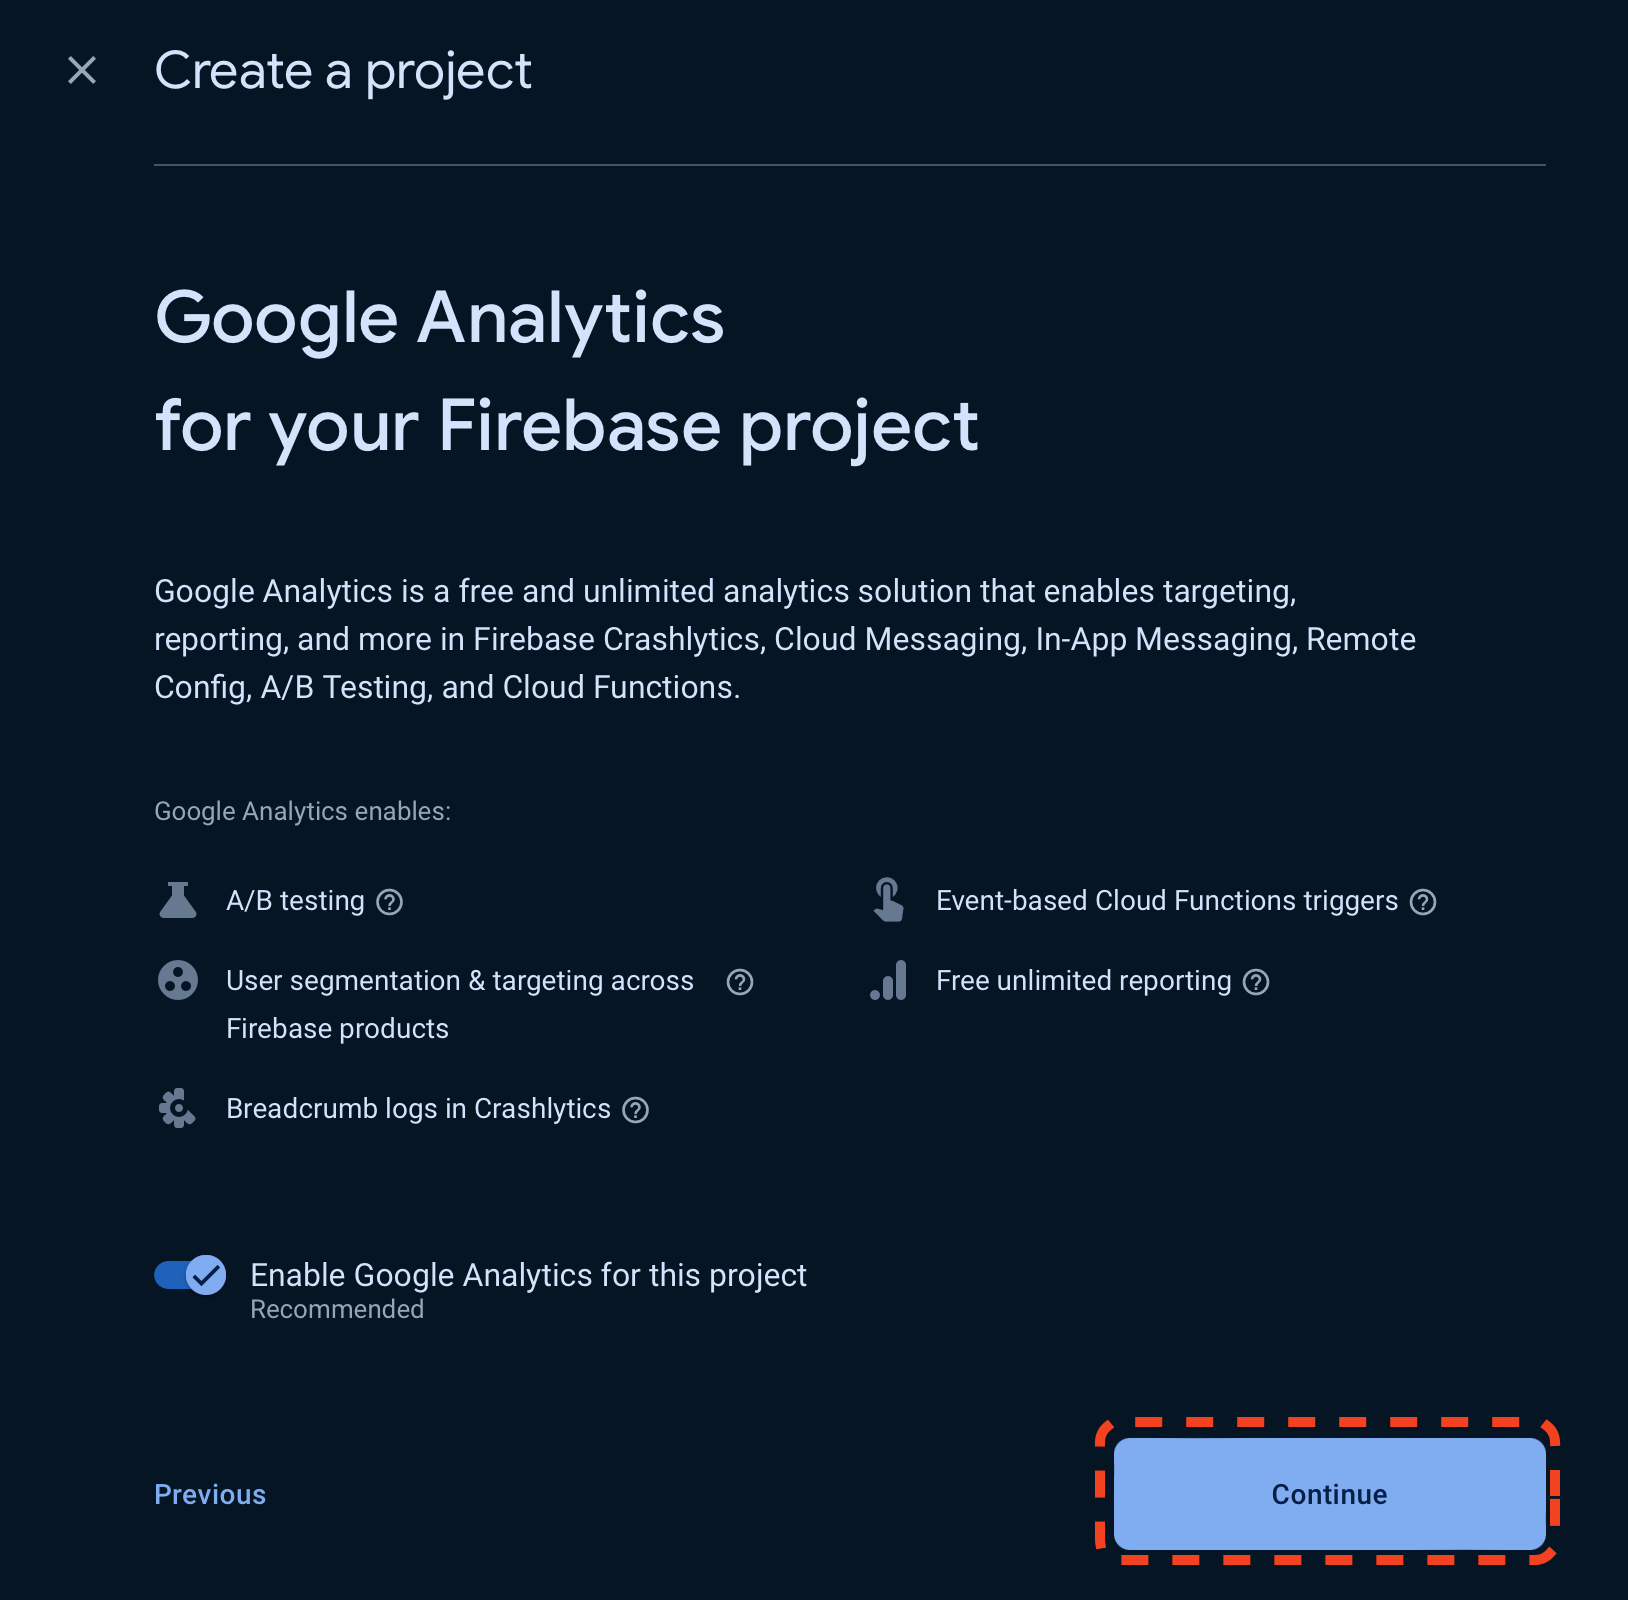 Create a project
Google Analytics
for your Firebase project
Google Analytics is a free and unlimited analytics solution that enables targeting,
reporting, and more in Firebase Crashlytics, Cloud Messaging, In-App Messaging, Remote
Config, A/B Testing, and Cloud Functions.
Google Analytics enables:
A/B testing
Event-based Cloud Functions triggers
User segmentation & targeting across
Firebase products
Free unlimited reporting
Breadcrumb logs in Crashlytics
Enable Google Analytics for this project
Recommended
Previous
Continue